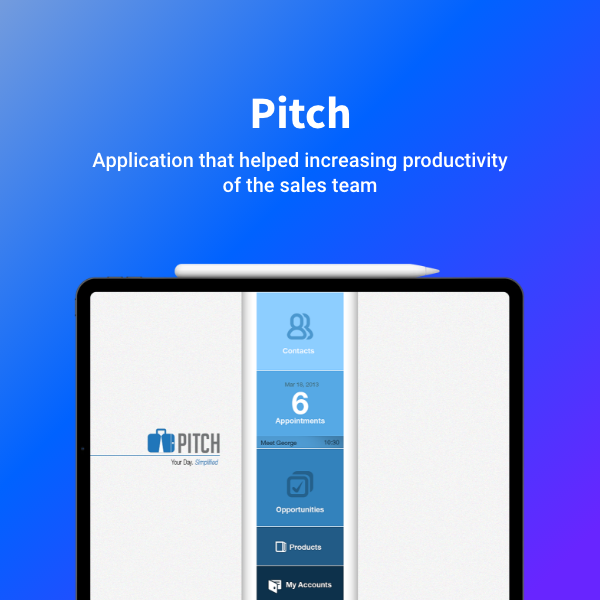 Pitch
Application that helped increasing productivity
of the sales team
Contacts
Mar 14, 2013
6
Appointments
Meet George 10:30
PITCH
Your Day. Simplified
Opportunities
Products
My Accounts